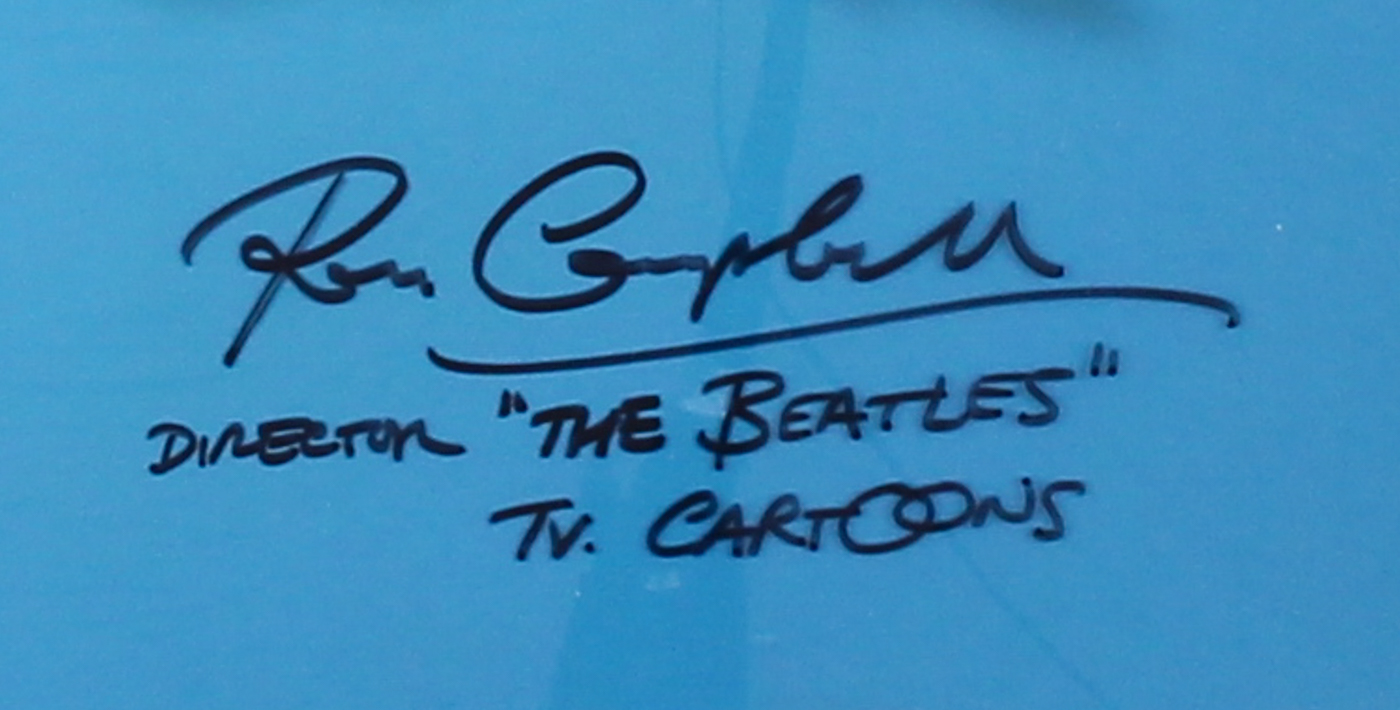 Ron Campbell
DIRECTOR "THE BEATLES"
TV. CARTOONS